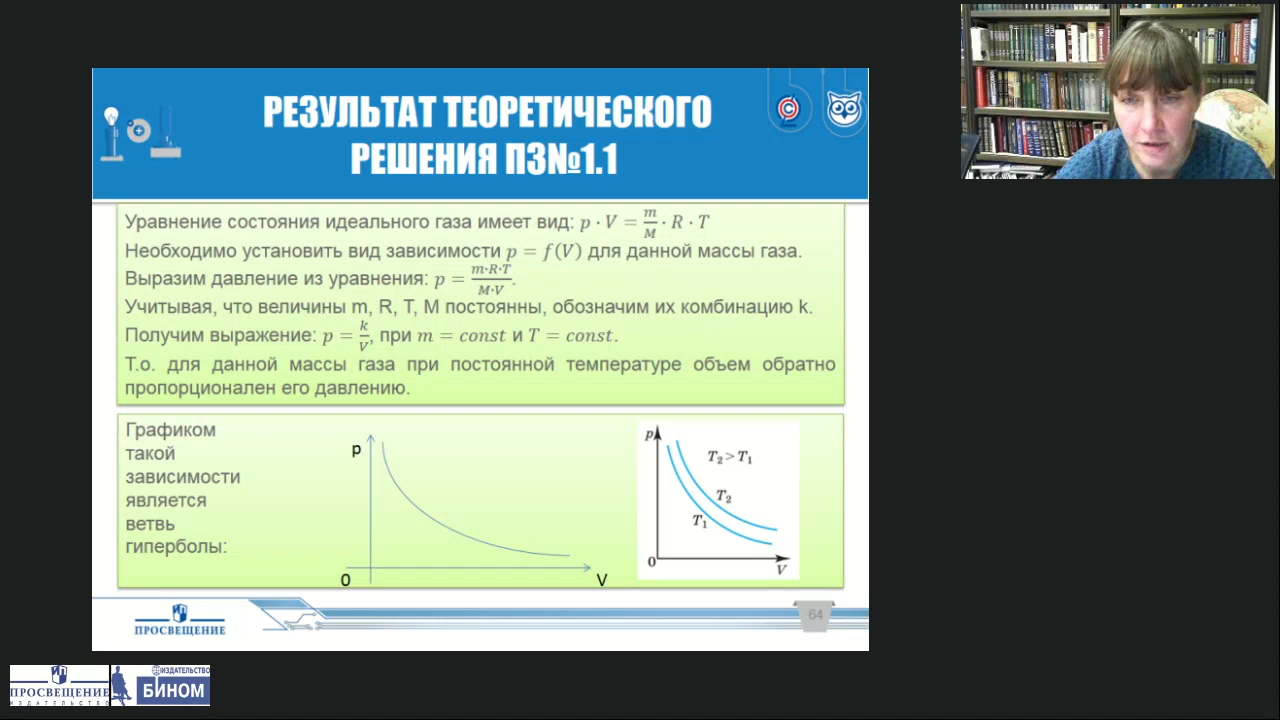 РЕЗУЛЬТАТ ТЕОРЕТИЧЕСКОГО
РЕШЕНИЯ ПЗ№1.1
Уравнение состояния идеального газа имеет вид: p · V = m/M · R · T
Необходимо установить вид зависимости p = f(V) для данной массы газа.
Выразим давление из уравнения: p = m·R·T/M·V.
Учитывая, что величины m, R, T, M постоянны, обозначим их комбинацию k.
Получим выражение: p = k/V, при m = const и T = const.
Т.о. для данной массы газа при постоянной температуре объем обратно
пропорционален его давлению.
Графиком
такой
зависимости
является
ветвь
гиперболы:
p
0
V
p
T₂ > T₁
T₂
T₁
0
V
ПРОСВЕЩЕНИЕ
64
ПРОСВЕЩЕНИЕ
ИЗДАТЕЛЬСТВО
ИЗДАТЕЛЬСТВО
БИНОМ